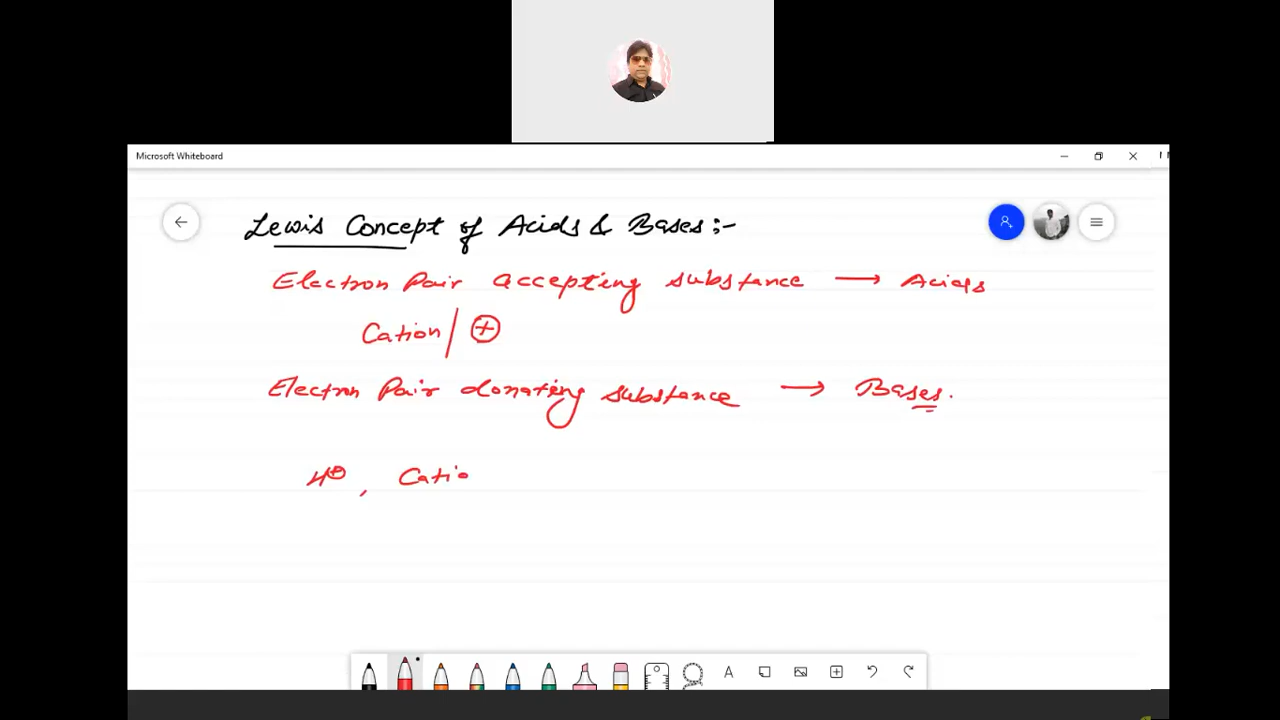 Microsoft Whiteboard
Lewis Concept of Acids & Bases :-
Electron Pair accepting substance → Acids
Cation / ⊕
Electron Pair donating substance → Bases.
H⊕, Catio
A